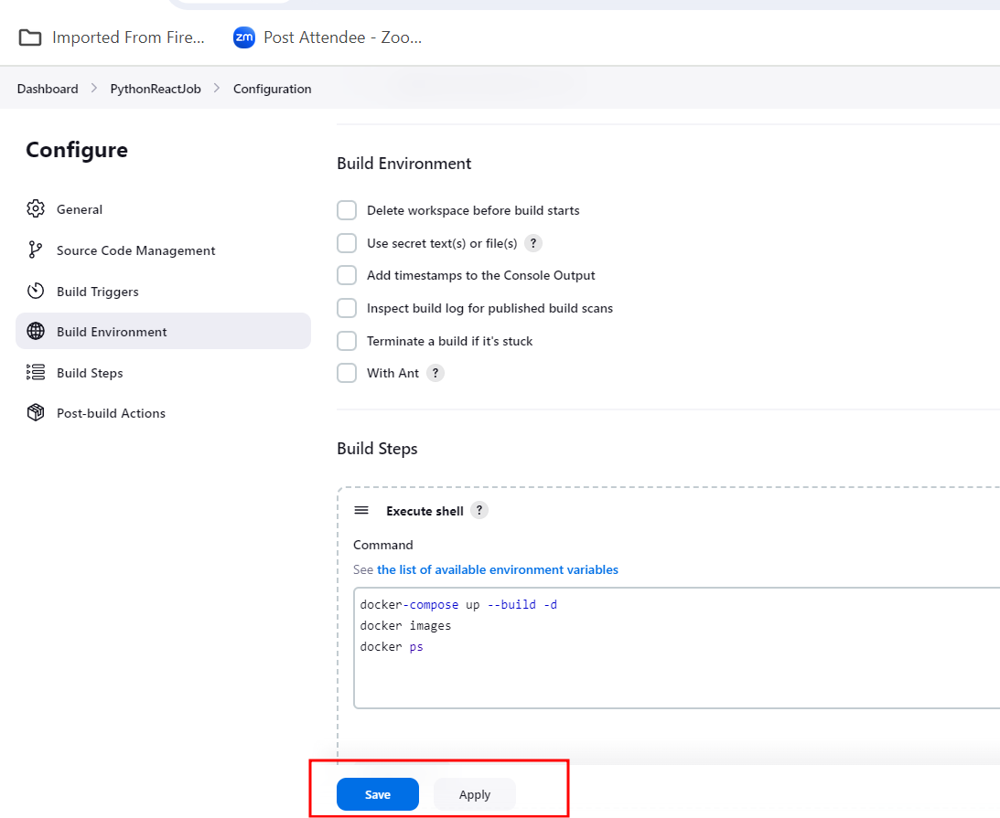 Imported From Fire...
zm Post Attendee - Zoo...
Dashboard > PythonReactJob > Configuration
Configure
General
Source Code Management
Build Triggers
Build Environment
Build Steps
Post-build Actions
Build Environment
Delete workspace before build starts
Use secret text(s) or file(s) ?
Add timestamps to the Console Output
Inspect build log for published build scans
Terminate a build if it's stuck
With Ant ?
Build Steps
Execute shell ?
Command
See the list of available environment variables
docker-compose up --build -d
docker images
docker ps
Save Apply